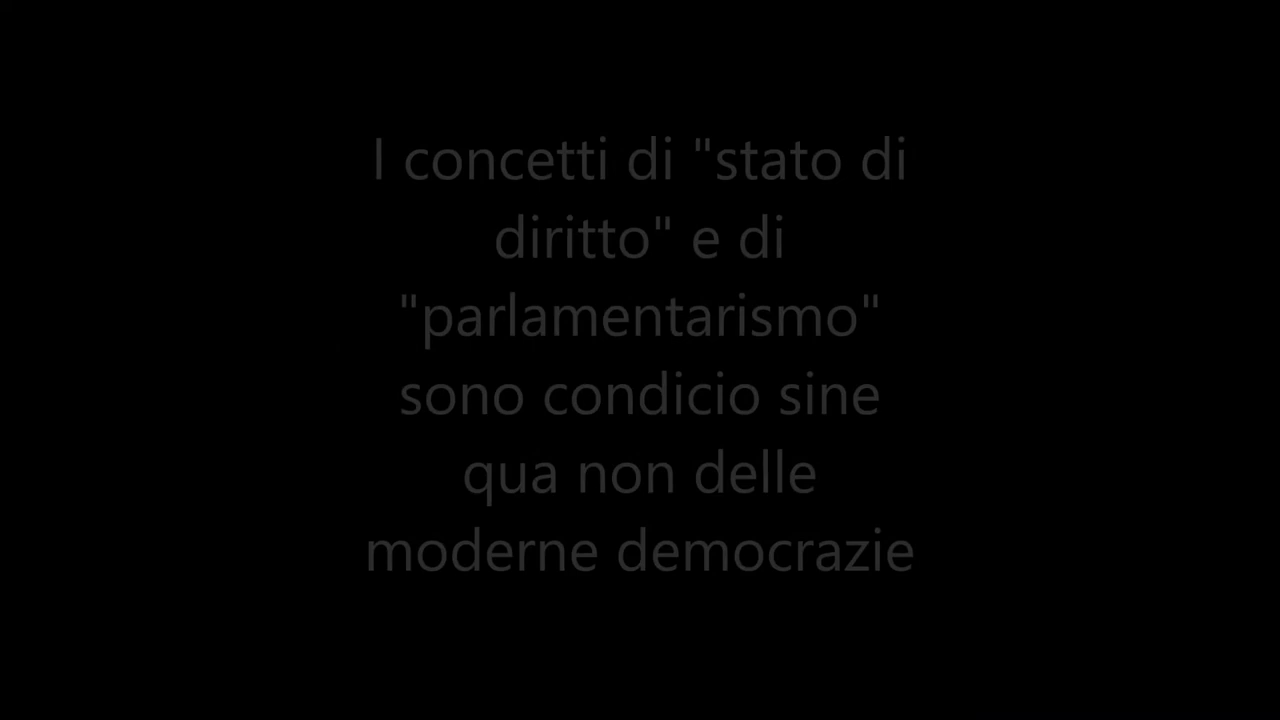 I concetti di "stato di
diritto" e di
"parlamentarismo"
sono condicio sine
qua non delle
moderne democrazie